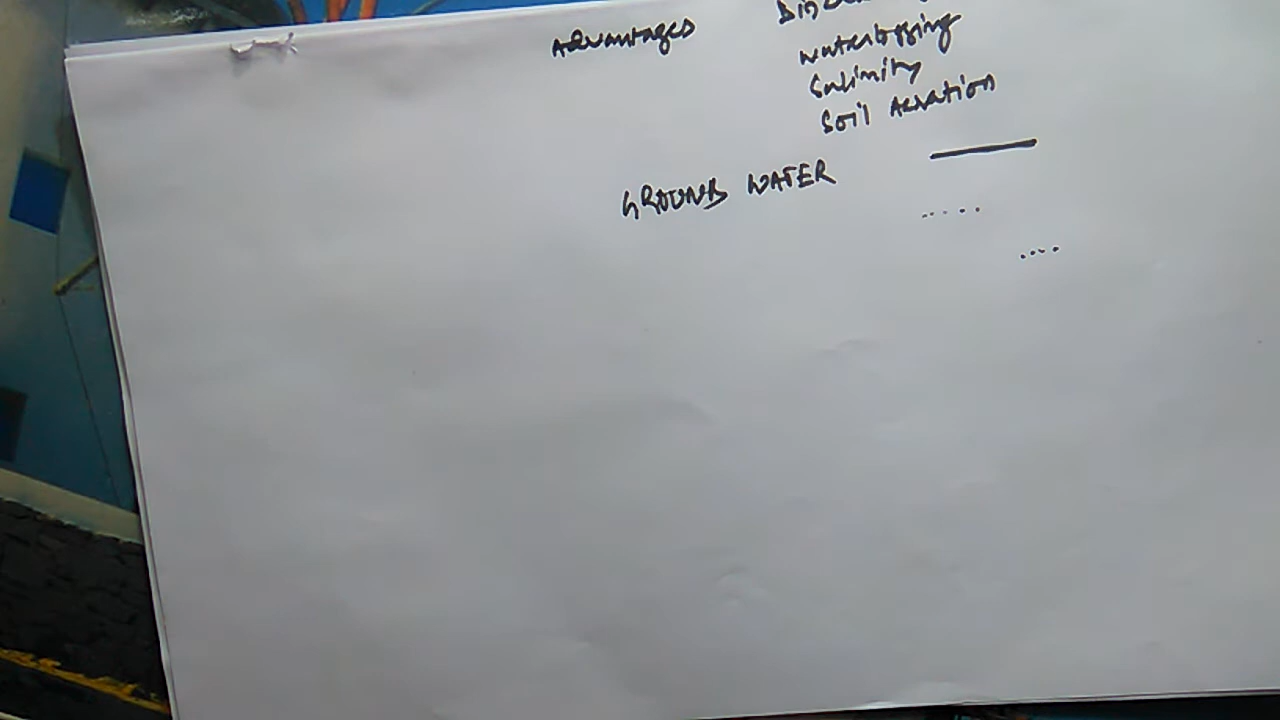 Advantages
Waterlogging
Salinity
Soil Aeration
GROUND WATER
.....
....